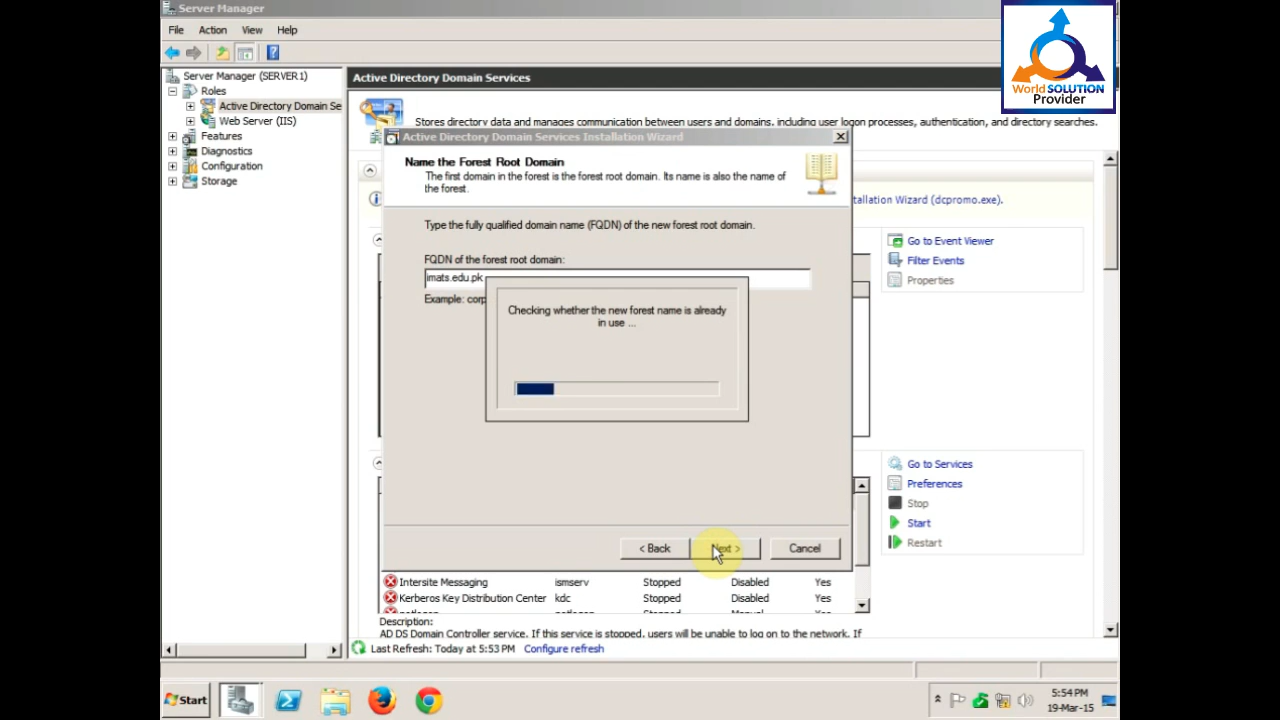 Server Manager
File Action View Help
World SOLUTION
Provider
Server Manager (SERVER1)
Roles
Active Directory Domain Se
Web Server (IIS)
Features
Diagnostics
Configuration
Storage
Active Directory Domain Services
Stores directory data and manages communication between users and domains, including user logon processes, authentication, and directory searches.
Active Directory Domain Services Installation Wizard
Name the Forest Root Domain
The first domain in the forest is the forest root domain. Its name is also the name of
the forest.
tallation Wizard (dcpromo.exe).
Type the fully qualified domain name (FQDN) of the new forest root domain.
FQDN of the forest root domain:
imats.edu.pk
Example: corp
Checking whether the new forest name is already
in use ...
< Back Next > Cancel
Go to Event Viewer
Filter Events
Properties
Go to Services
Preferences
Stop
Start
Restart
Intersite Messaging ismserv Stopped Disabled Yes
Kerberos Key Distribution Center kdc Stopped Disabled Yes
Description:
AD DS Domain Controller service. If this service is stopped, users will be unable to log on to the network. If
Last Refresh: Today at 5:53 PM Configure refresh
Start
5:54 PM
19-Mar-15